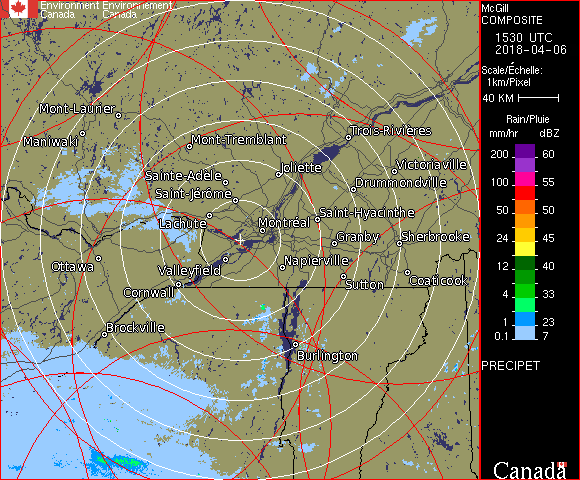 Environment Environnement
Canada Canada
McGill
COMPOSITE
1530 UTC
2018-04-06
Scale/Échelle:
1km/Pixel
40 KM
Rain/Pluie
mm/hr dBZ
200 60
100 55
50 50
24 45
12 40
4 33
1 23
0.1 7
PRECIPET
Canada
Mont-Laurier
Maniwaki
Mont-Tremblant
Trois-Rivières
Sainte-Adèle
Joliette
Victoriaville
Saint-Jérôme
Drummondville
Lachute
Montréal
Saint-Hyacinthe
Granby
Sherbrooke
Ottawa
Valleyfield
Napierville
Cornwall
Sutton
Coaticook
Brockville
Burlington